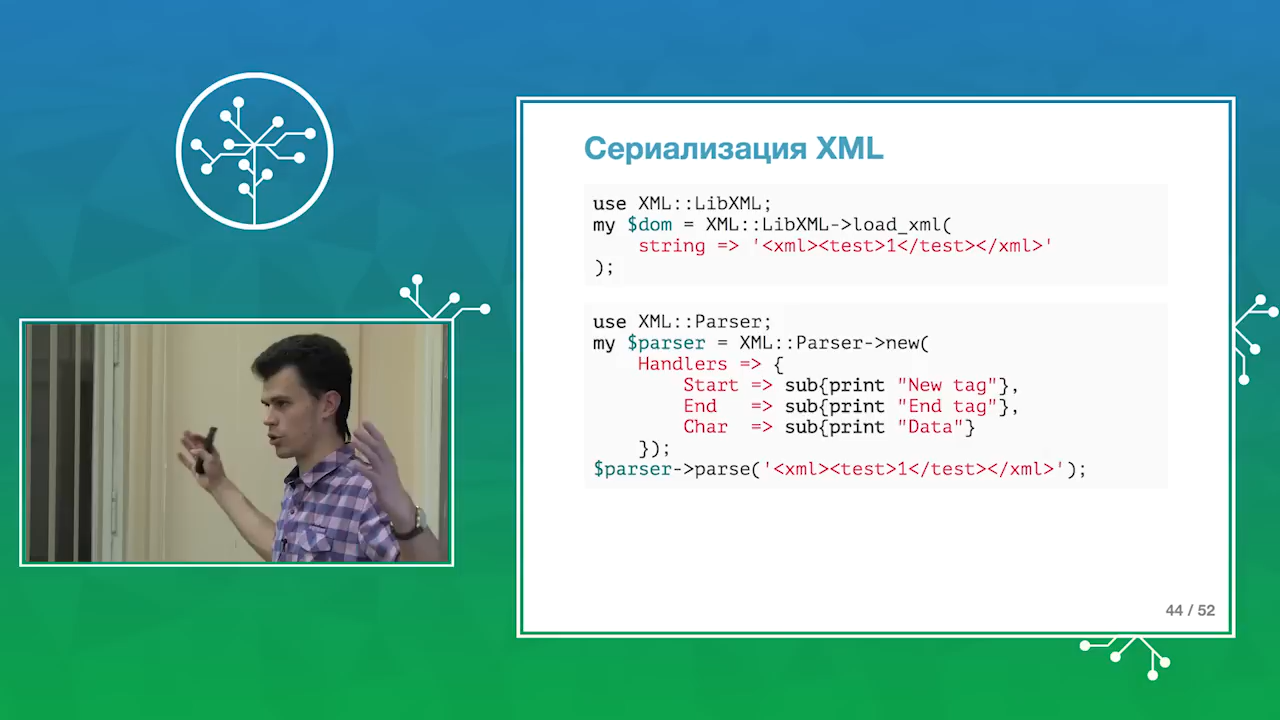 Сериализация XML
use XML::LibXML;
my $dom = XML::LibXML->load_xml(
    string => '<xml><test>1</test></xml>'
);
use XML::Parser;
my $parser = XML::Parser->new(
    Handlers => {
        Start => sub{print "New tag"},
        End   => sub{print "End tag"},
        Char  => sub{print "Data"}
    });
$parser->parse('<xml><test>1</test></xml>');
44 / 52